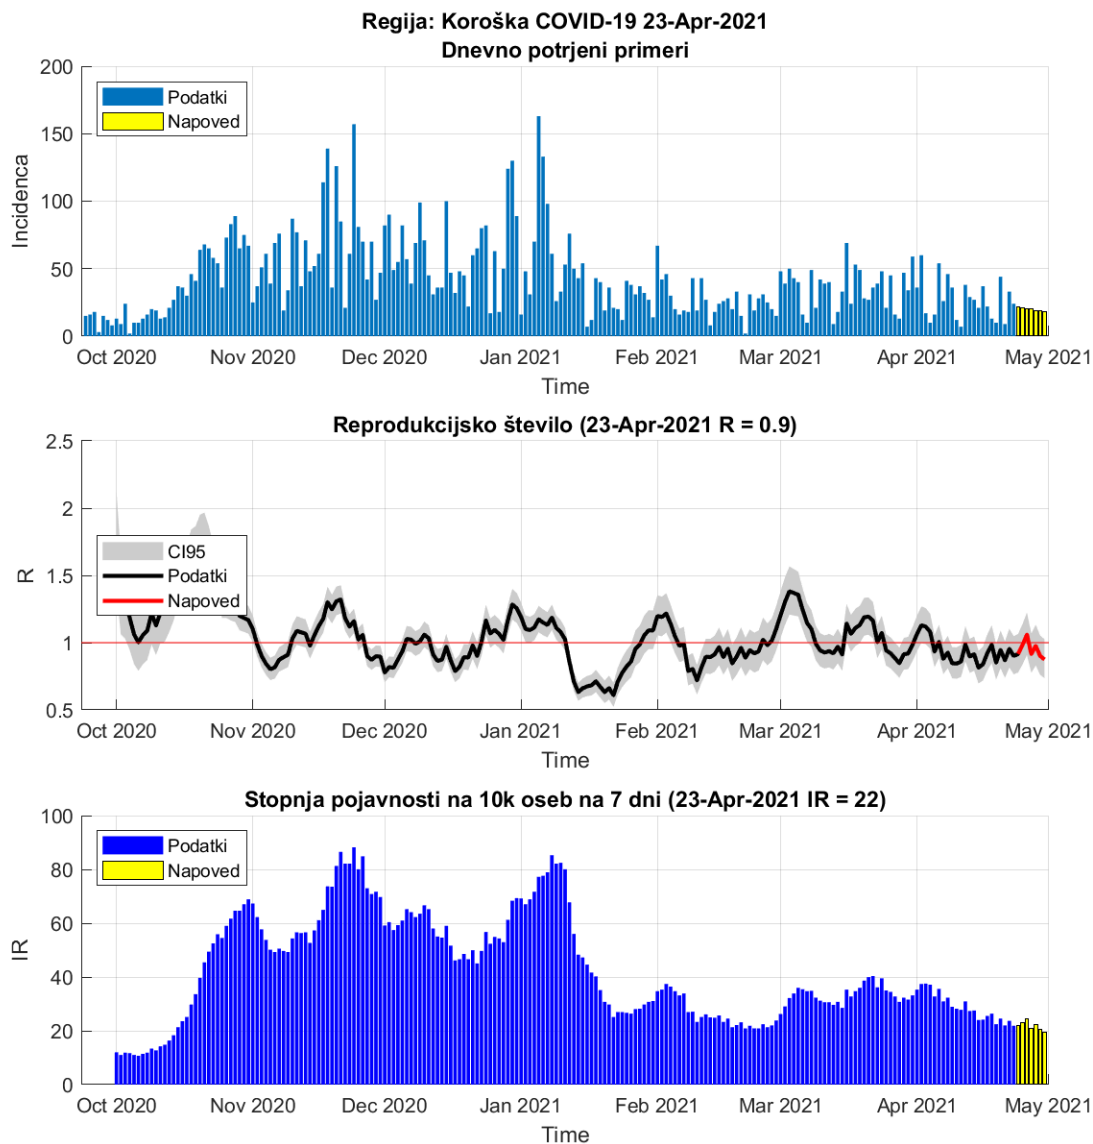 Regija: Koroška COVID-19 23-Apr-2021
Dnevno potrjeni primeri
200
150
100
50
0
Incidenca
Podatki
Napoved
Oct 2020 Nov 2020 Dec 2020 Jan 2021 Feb 2021 Mar 2021 Apr 2021 May 2021
Time
Reprodukcijsko število (23-Apr-2021 R = 0.9)
2.5
2
1.5
1
0.5
R
CI95
Podatki
Napoved
Oct 2020 Nov 2020 Dec 2020 Jan 2021 Feb 2021 Mar 2021 Apr 2021 May 2021
Time
Stopnja pojavnosti na 10k oseb na 7 dni (23-Apr-2021 IR = 22)
100
80
60
40
20
0
IR
Podatki
Napoved
Oct 2020 Nov 2020 Dec 2020 Jan 2021 Feb 2021 Mar 2021 Apr 2021 May 2021
Time